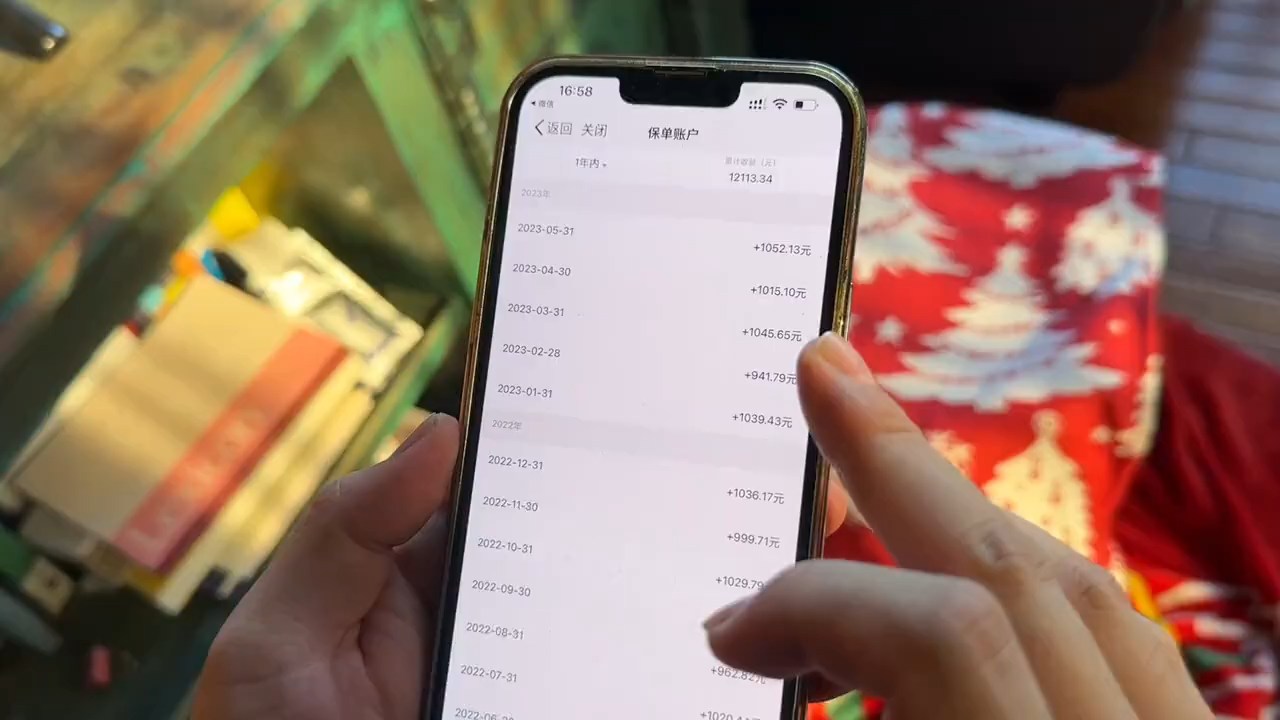 16:58
微信
返回 关闭 保单账户
1年内 累计收益（元）
12113.34
2023年
2023-05-31 +1052.13元
2023-04-30 +1015.10元
2023-03-31 +1045.65元
2023-02-28 +941.79元
2023-01-31 +1039.43元
2022年
2022-12-31 +1036.17元
2022-11-30 +999.71元
2022-10-31 +1029.79
2022-09-30
2022-08-31
2022-07-31 +962.82元